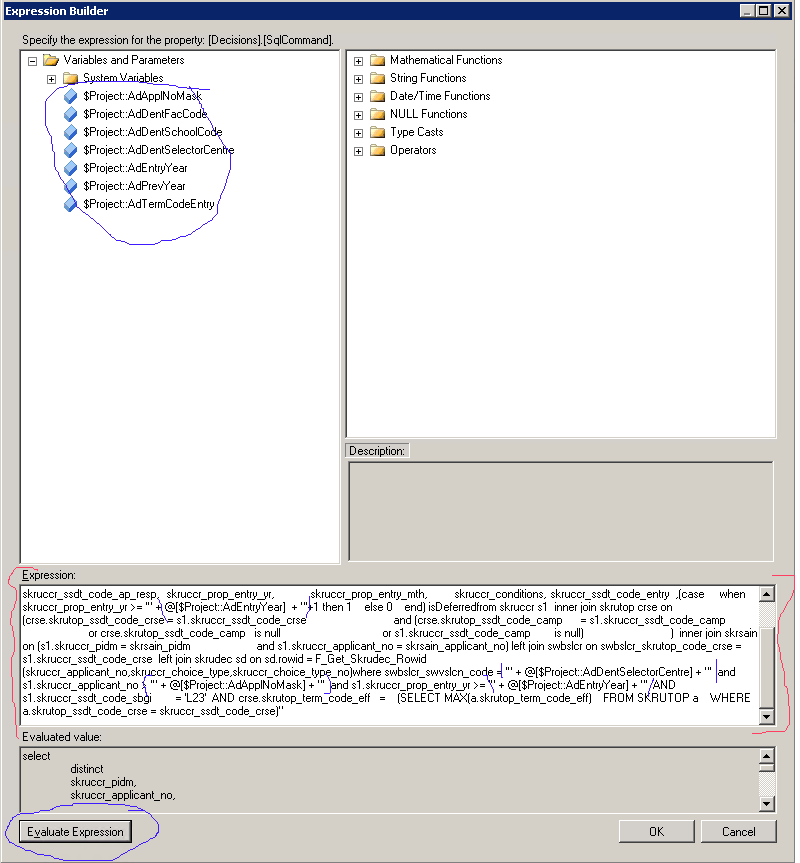 Expression Builder
Specify the expression for the property: [Decisions].[SqlCommand].
Variables and Parameters
System Variables
$Project::AdApplNoMask
$Project::AdDentFacCode
$Project::AdDentSchoolCode
$Project::AdDentSelectorCentre
$Project::AdEntryYear
$Project::AdPrevYear
$Project::AdTermCodeEntry
Mathematical Functions
String Functions
Date/Time Functions
NULL Functions
Type Casts
Operators
Description:
Expression:
skruccr_ssdt_code_ap_resp, skruccr_prop_entry_yr, skruccr_prop_entry_mth, skruccr_conditions, skruccr_ssdt_code_entry ,(case when
skruccr_prop_entry_yr >= "' + @[$Project::AdEntryYear] + "'+1 then 1 else 0 end) isDeferredfrom skruccr s1 inner join skrutop crse on
(crse.skrutop_ssdt_code_crse = s1.skruccr_ssdt_code_crse and (crse.skrutop_ssdt_code_camp = s1.skruccr_ssdt_code_camp
or crse.skrutop_ssdt_code_camp is null or s1.skruccr_ssdt_code_camp is null) ) inner join skrsain
on (s1.skruccr_pidm = skrsain_pidm and s1.skruccr_applicant_no = skrsain_applicant_no) left join swbslcr on swbslcr_skrutop_code_crse =
s1.skruccr_ssdt_code_crse left join skrudec sd on sd.rowid = F_Get_Skrudec_Rowid
(skruccr_applicant_no,skruccr_choice_type,skruccr_choice_type_no)where swbslcr_swvslcn_code = "' + @[$Project::AdDentSelectorCentre] + "' and
s1.skruccr_applicant_no > "' + @[$Project::AdApplNoMask] + "' and s1.skruccr_prop_entry_yr >= "' + @[$Project::AdEntryYear] + "' AND
s1.skruccr_ssdt_code_sbgi = 'L23' AND crse.skrutop_term_code_eff = (SELECT MAX(a.skrutop_term_code_eff) FROM SKRUTOP a WHERE
a.skrutop_ssdt_code_crse = skruccr_ssdt_code_crse)"
Evaluated value:
select
distinct
skruccr_pidm,
skruccr_applicant_no,
Evaluate Expression
OK
Cancel